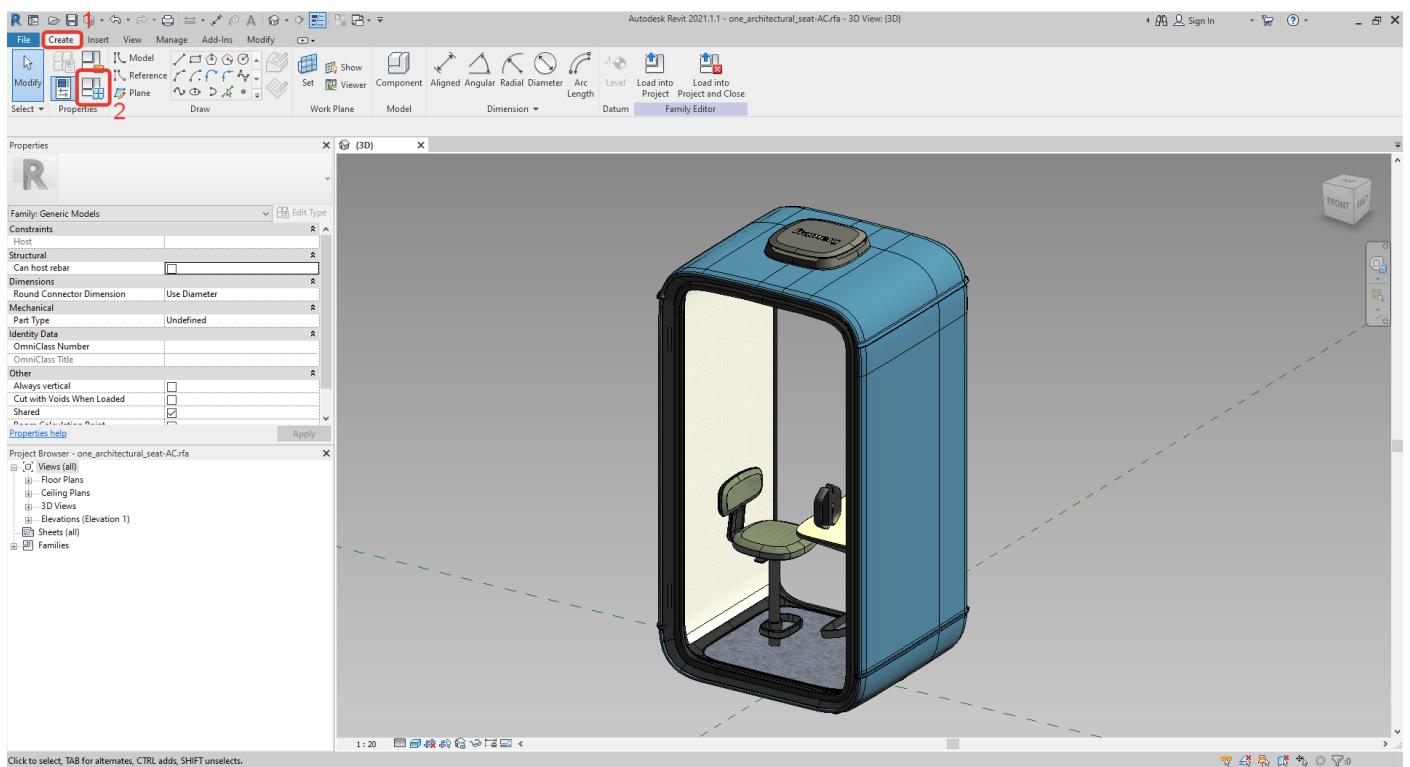 R
A
Autodesk Revit 2021.1.1 - one_architectural_seat-AC.rfa - 3D View: {3D}
Sign In
1
File Create Insert View Manage Add-Ins Modify
Modify
Model
Reference
Plane
Set
Show
Viewer
Component
Aligned Angular Radial Diameter Arc Length
Level
Load into Project
Load into Project and Close
Select Properties Draw Work Plane Model Dimension Datum Family Editor
2
Properties
{3D}
R
Family: Generic Models
Edit Type
Constraints
Host
Structural
Can host rebar
Dimensions
Round Connector Dimension Use Diameter
Mechanical
Part Type Undefined
Identity Data
OmniClass Number
OmniClass Title
Other
Always vertical
Cut with Voids When Loaded
Shared
Room Calculation Point
Properties help
Apply
Project Browser - one_architectural_seat-AC.rfa
Views (all)
Floor Plans
Ceiling Plans
3D Views
Elevations (Elevation 1)
Sheets (all)
Families
framery
FRONT
1 : 20
Click to select, TAB for alternates, CTRL adds, SHIFT unselects.
:0